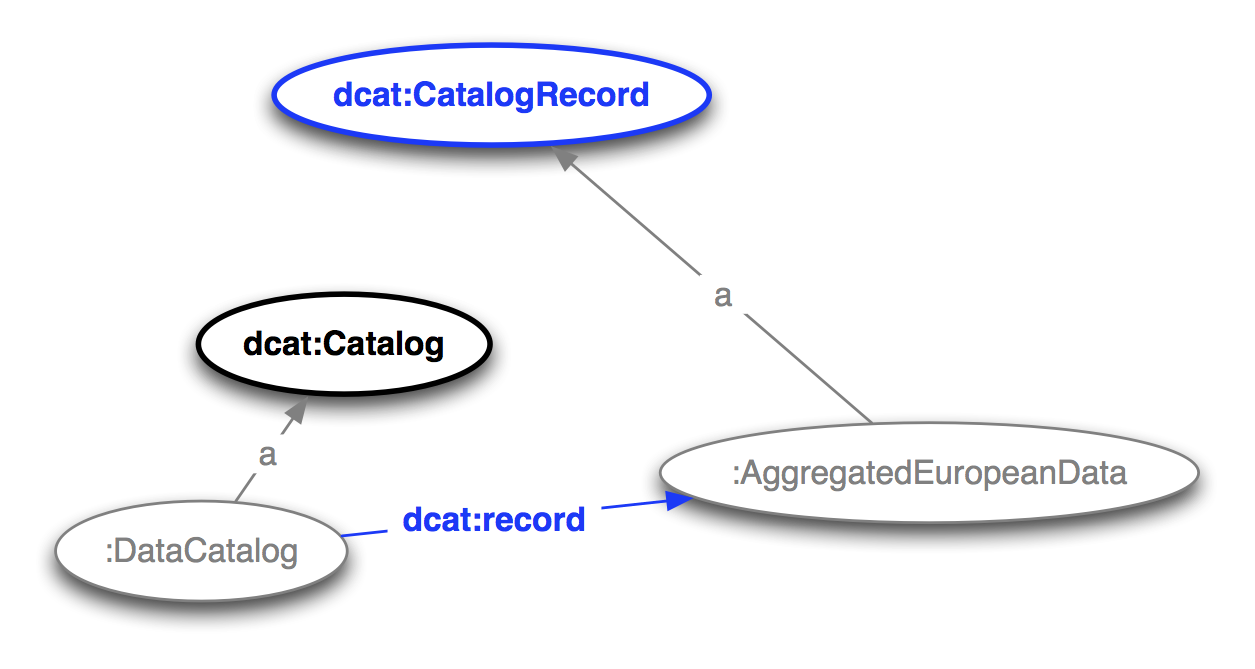 dcat:CatalogRecord
a
dcat:Catalog
a
:AggregatedEuropeanData
dcat:record
:DataCatalog